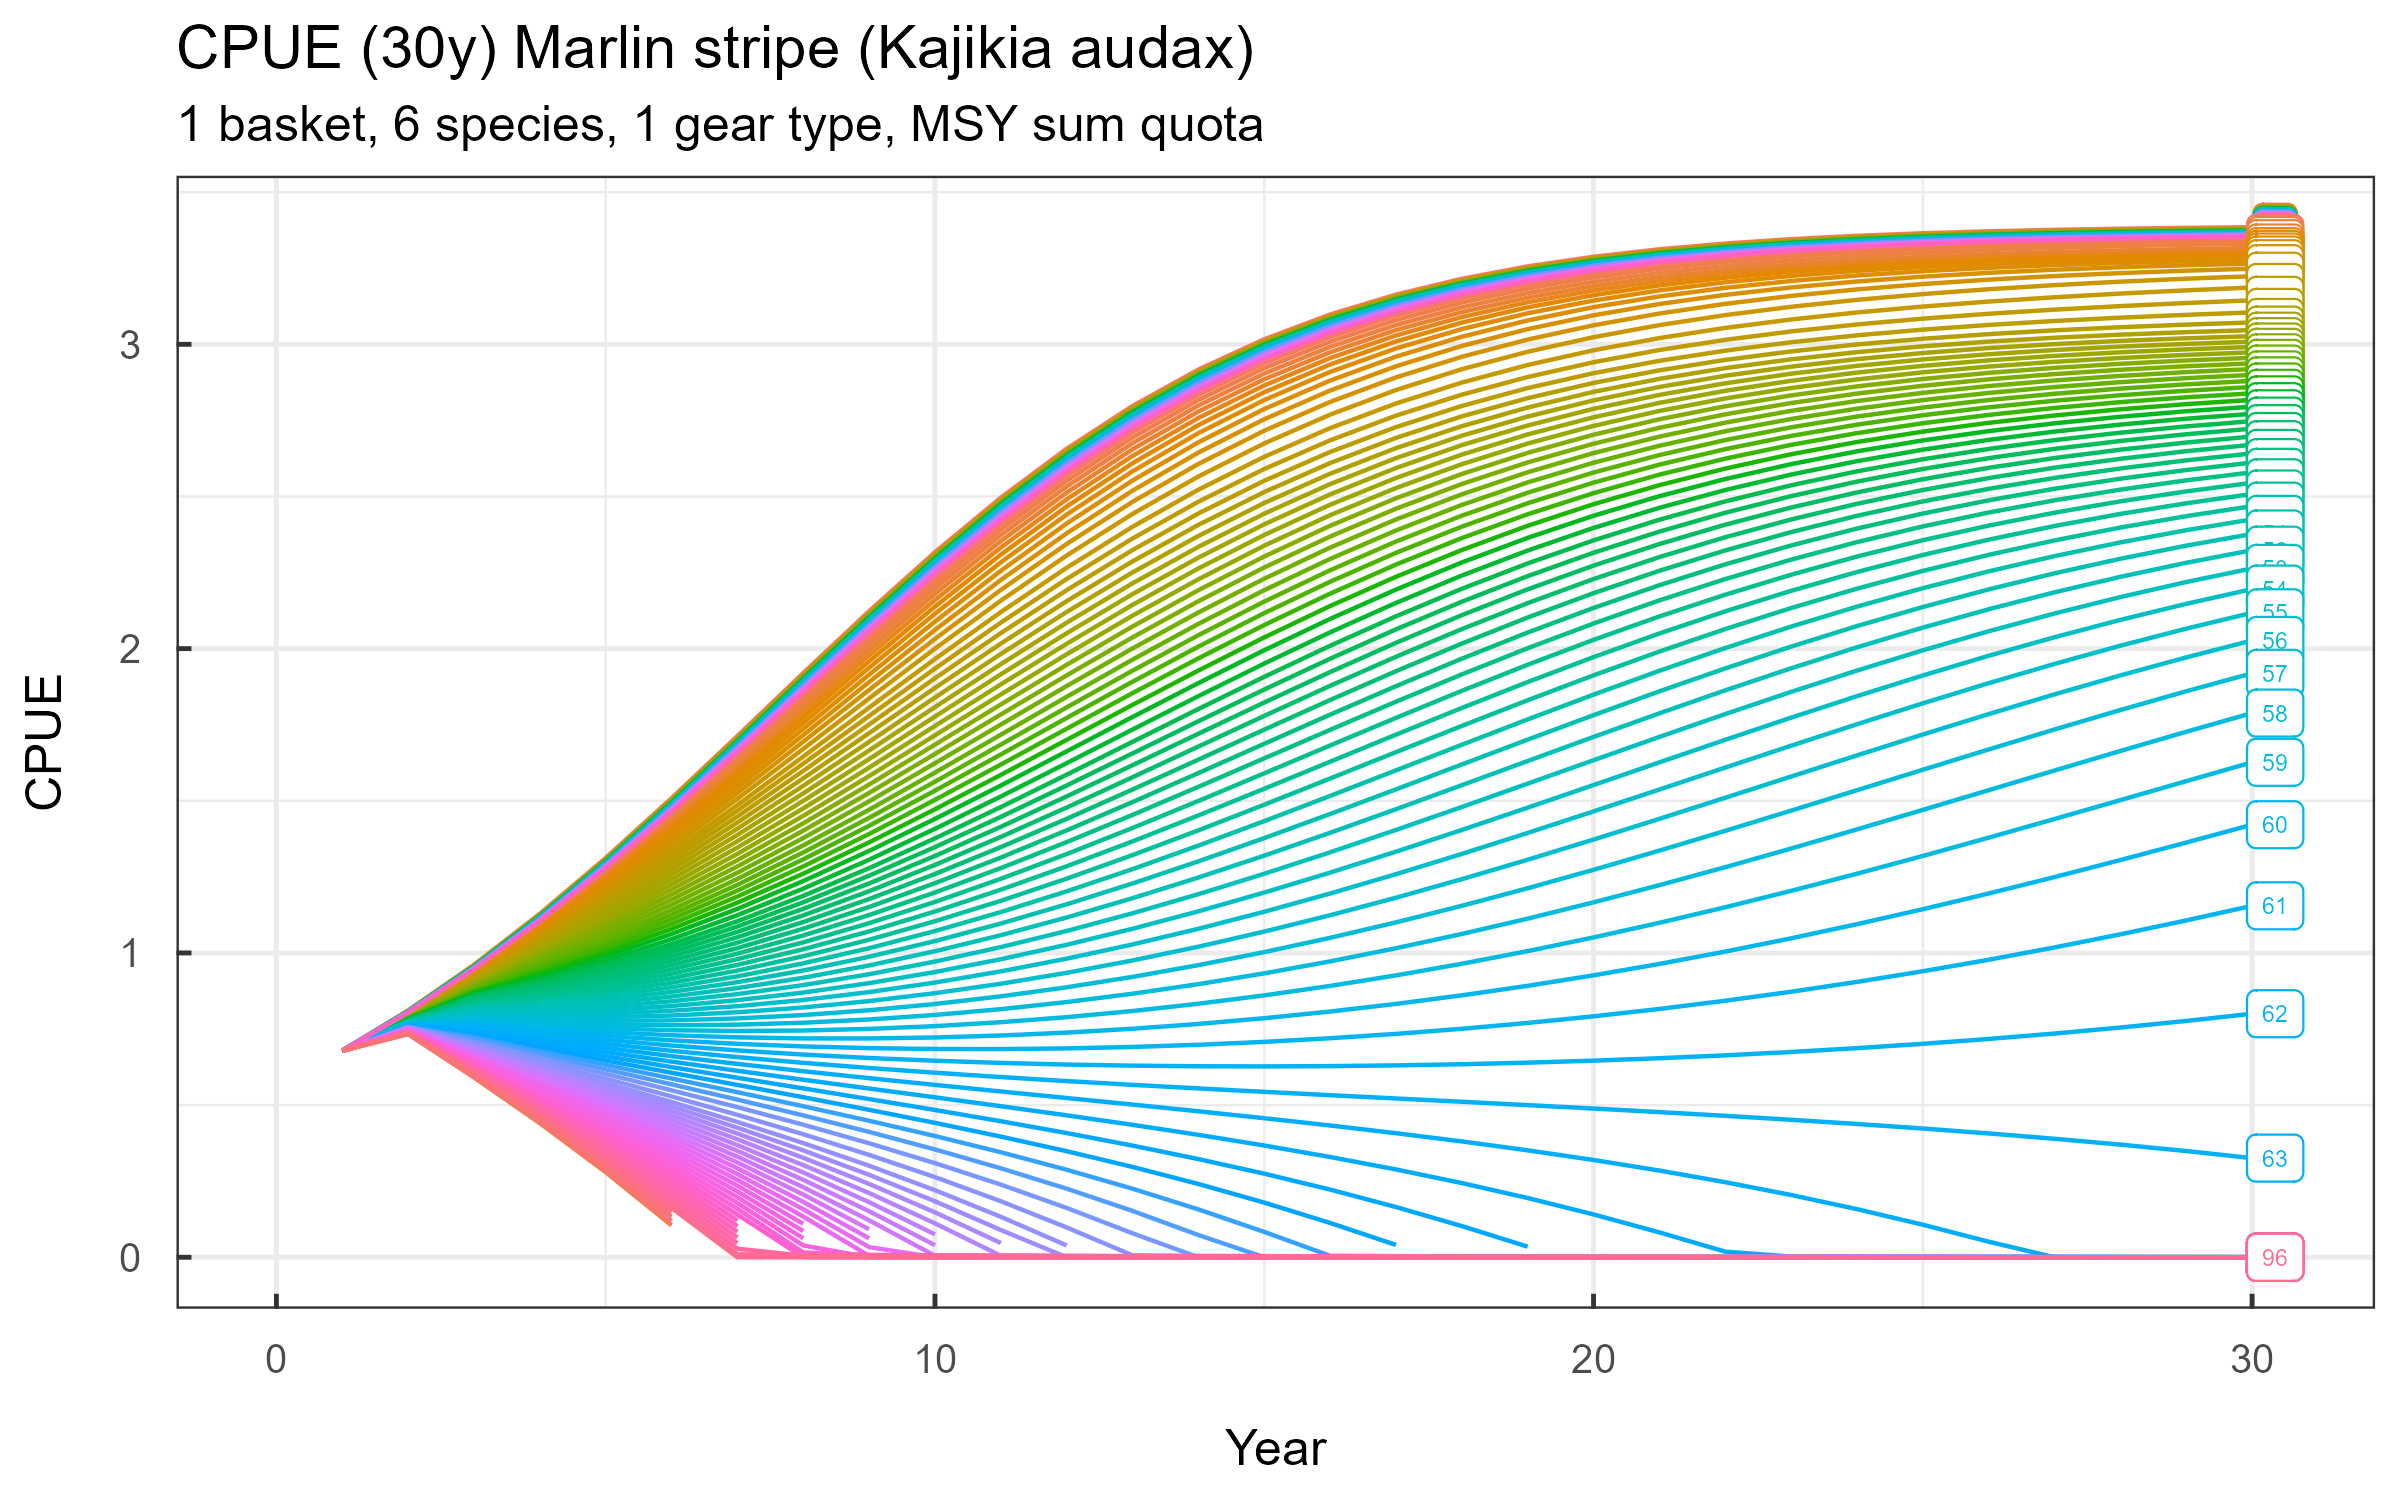 CPUE (30y) Marlin stripe (Kajikia audax)
1 basket, 6 species, 1 gear type, MSY sum quota
CPUE
3
2
1
0
55
56
57
58
59
60
61
62
63
96
0 10 20 30
Year